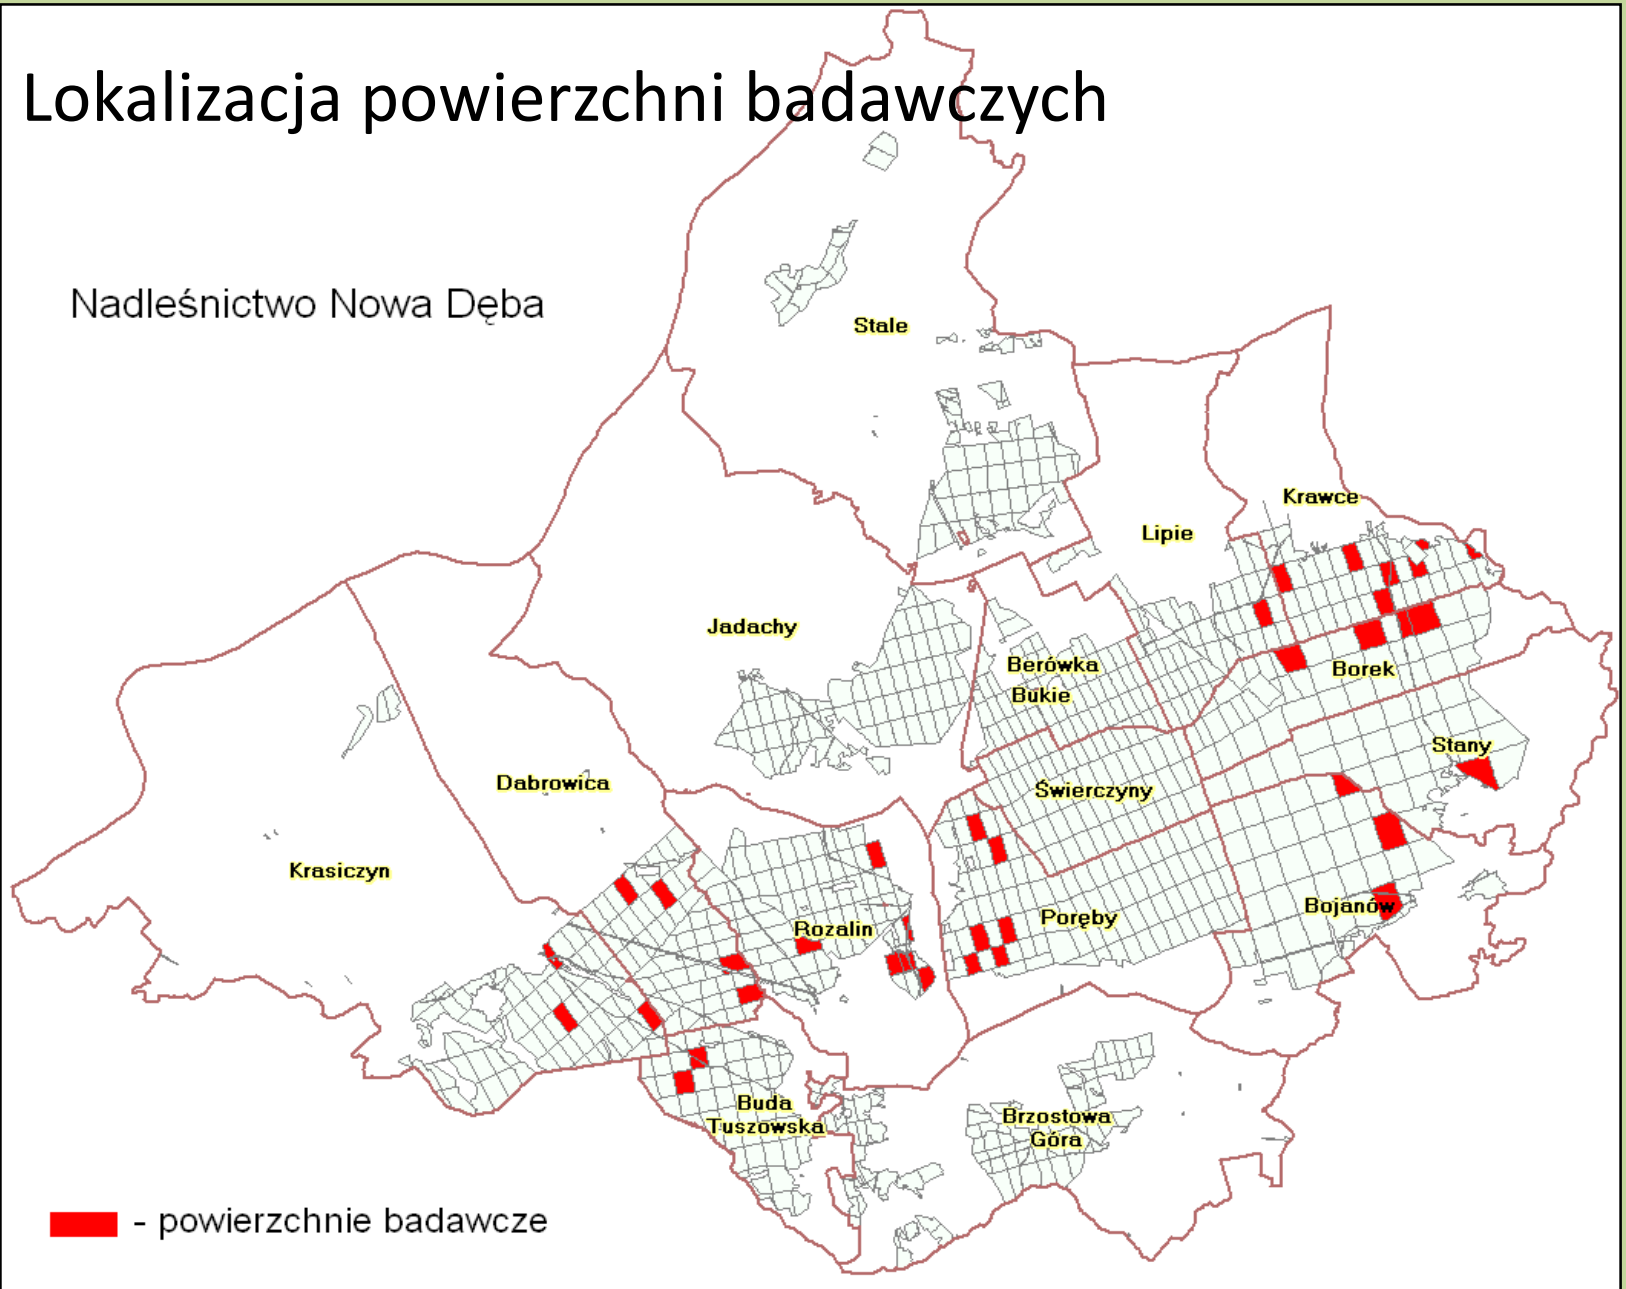 Lokalizacja powierzchni badawczych
Nadleśnictwo Nowa Dęba
Stale
Krawce
Lipie
Jadachy
Berówka
Bukie
Borek
Stany
Dabrowica
Świerczyny
Krasiczyn
Rozalin
Poręby
Bojanów
Buda
Tuszowska
Brzostowa
Góra
- powierzchnie badawcze